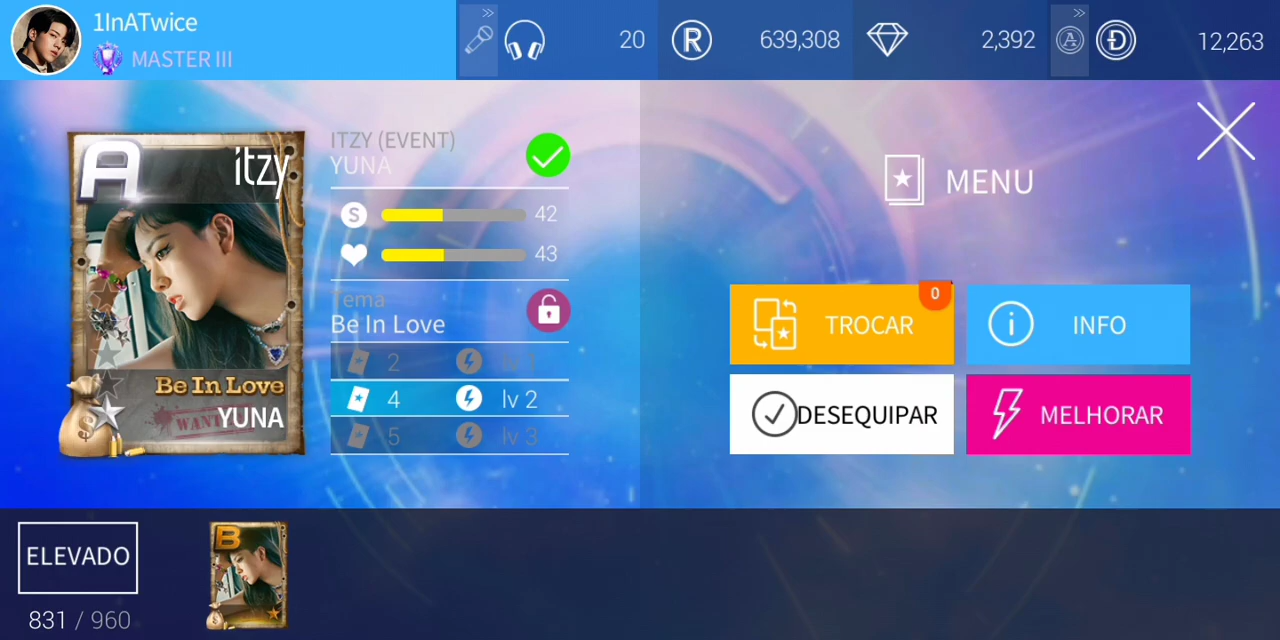 1InATwice
MASTER III
20
R
639,308
2,392
A
Đ
12,263
A
itzy
Be In Love
WANTED
YUNA
ITZY (EVENT)
YUNA
S
42
43
Tema
Be In Love
2 lv 1
4 lv 2
5 lv 3
MENU
TROCAR
0
INFO
DESEQUIPAR
MELHORAR
ELEVADO
831 / 960
B